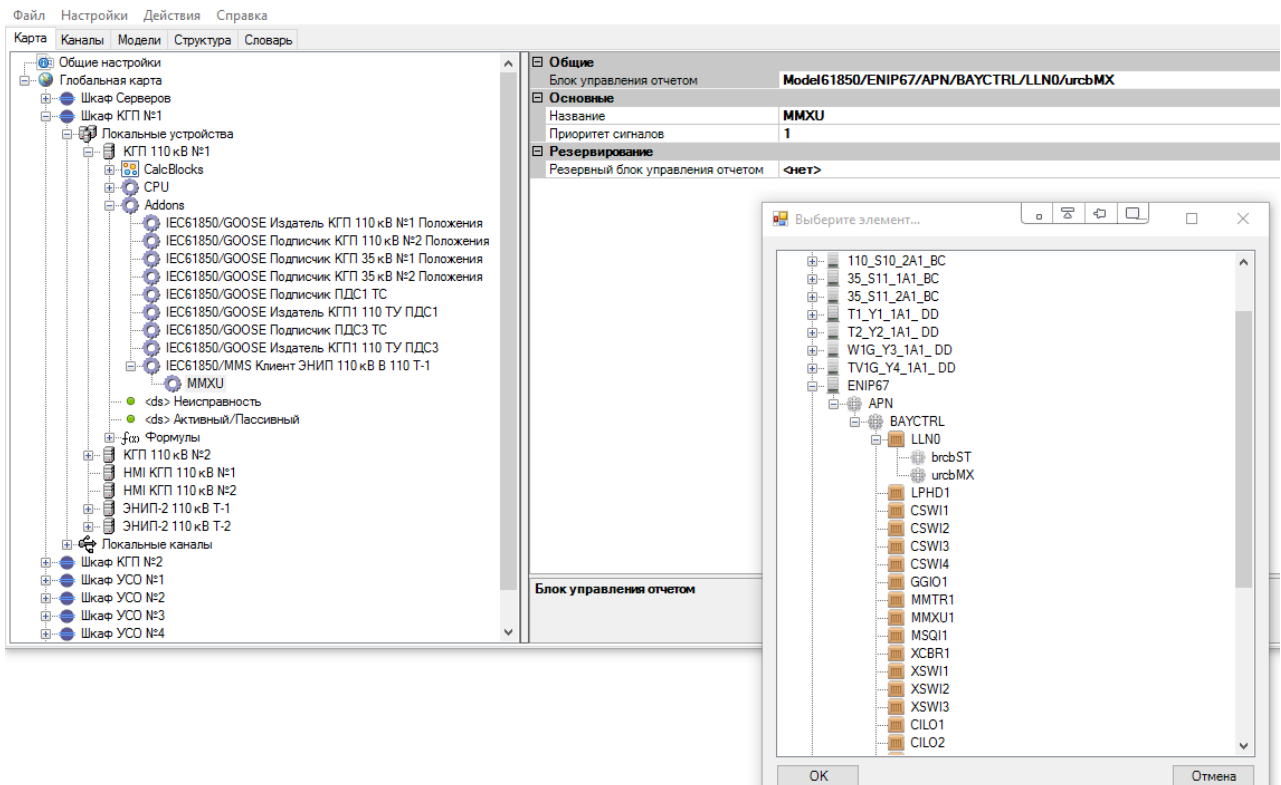 Файл Настройки Действия Справка
Карта Каналы Модели Структура Словарь
Общие настройки
Глобальная карта
Шкаф Серверов
Шкаф КГП №1
Локальные устройства
КГП 110 кВ №1
CalcBlocks
CPU
Addons
IEC61850/GOOSE Издатель КГП 110 кВ №1 Положения
IEC61850/GOOSE Подписчик КГП 110 кВ №2 Положения
IEC61850/GOOSE Подписчик КГП 35 кВ №1 Положения
IEC61850/GOOSE Подписчик КГП 35 кВ №2 Положения
IEC61850/GOOSE Подписчик ПДС1 ТС
IEC61850/GOOSE Издатель КГП1 110 ТУ ПДС1
IEC61850/GOOSE Подписчик ПДС3 ТС
IEC61850/GOOSE Издатель КГП1 110 ТУ ПДС3
IEC61850/MMS Клиент ЭНИП 110 кВ В 110 Т-1
MMXU
<ds> Неисправность
<ds> Активный/Пассивный
f(x) Формулы
КГП 110 кВ №2
HMI КГП 110 кВ №1
HMI КГП 110 кВ №2
ЭНИП-2 110 кВ Т-1
ЭНИП-2 110 кВ Т-2
Локальные каналы
Шкаф КГП №2
Шкаф УСО №1
Шкаф УСО №2
Шкаф УСО №3
Шкаф УСО №4
Общие
Блок управления отчетом Model61850/ENIP67/APN/BAYCTRL/LLN0/urcbMX
Основные
Название MMXU
Приоритет сигналов 1
Резервирование
Резервный блок управления отчетом <нет>
Блок управления отчетом
Выберите элемент...
110_S10_2A1_BC
35_S11_1A1_BC
35_S11_2A1_BC
T1_Y1_1A1_ DD
T2_Y2_1A1_ DD
W1G_Y3_1A1_ DD
TV1G_Y4_1A1_ DD
ENIP67
APN
BAYCTRL
LLN0
brcbST
urcbMX
LPHD1
CSWI1
CSWI2
CSWI3
CSWI4
GGIO1
MMTR1
MMXU1
MSQI1
XCBR1
XSWI1
XSWI2
XSWI3
CILO1
CILO2
OK Отмена